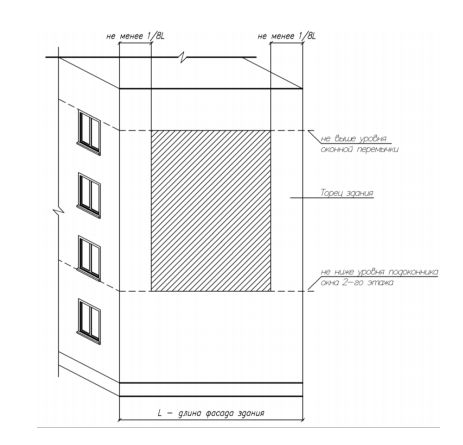 не менее 1/8L
не менее 1/8L
не выше уровня
оконной перемычки
Торец здания
не ниже уровня подоконника
окна 2-го этажа
L - длина фасада здания